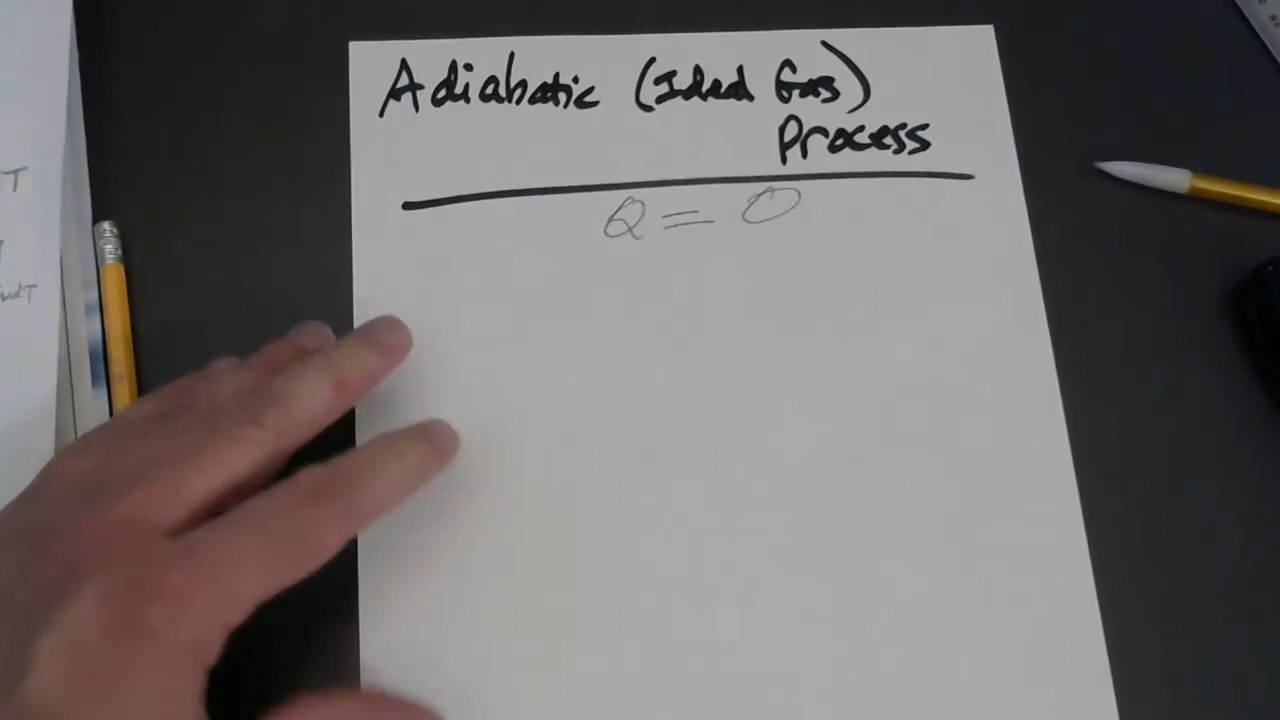 Adiabatic (Ideal Gas)
Process
Q = 0
T